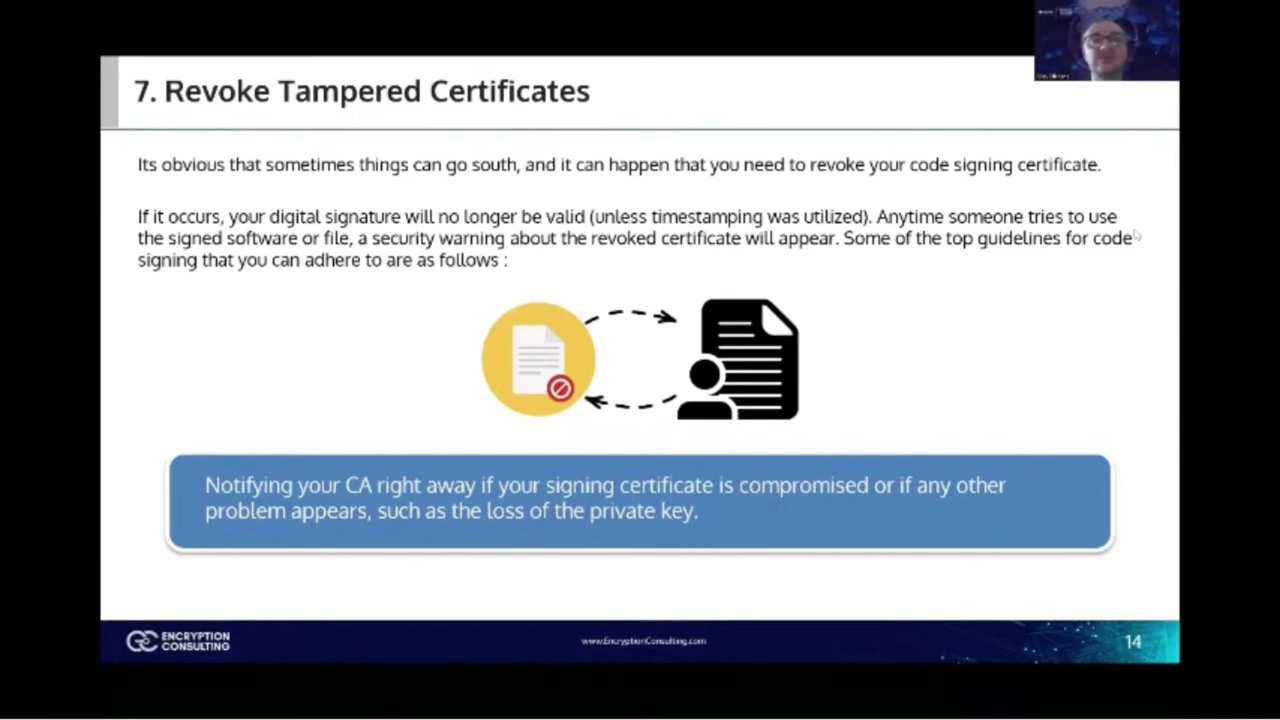 7. Revoke Tampered Certificates
Its obvious that sometimes things can go south, and it can happen that you need to revoke your code signing certificate.
If it occurs, your digital signature will no longer be valid (unless timestamping was utilized). Anytime someone tries to use
the signed software or file, a security warning about the revoked certificate will appear. Some of the top guidelines for code
signing that you can adhere to are as follows :
Notifying your CA right away if your signing certificate is compromised or if any other
problem appears, such as the loss of the private key.
ENCRYPTION
CONSULTING
www.EncryptionConsulting.com
14